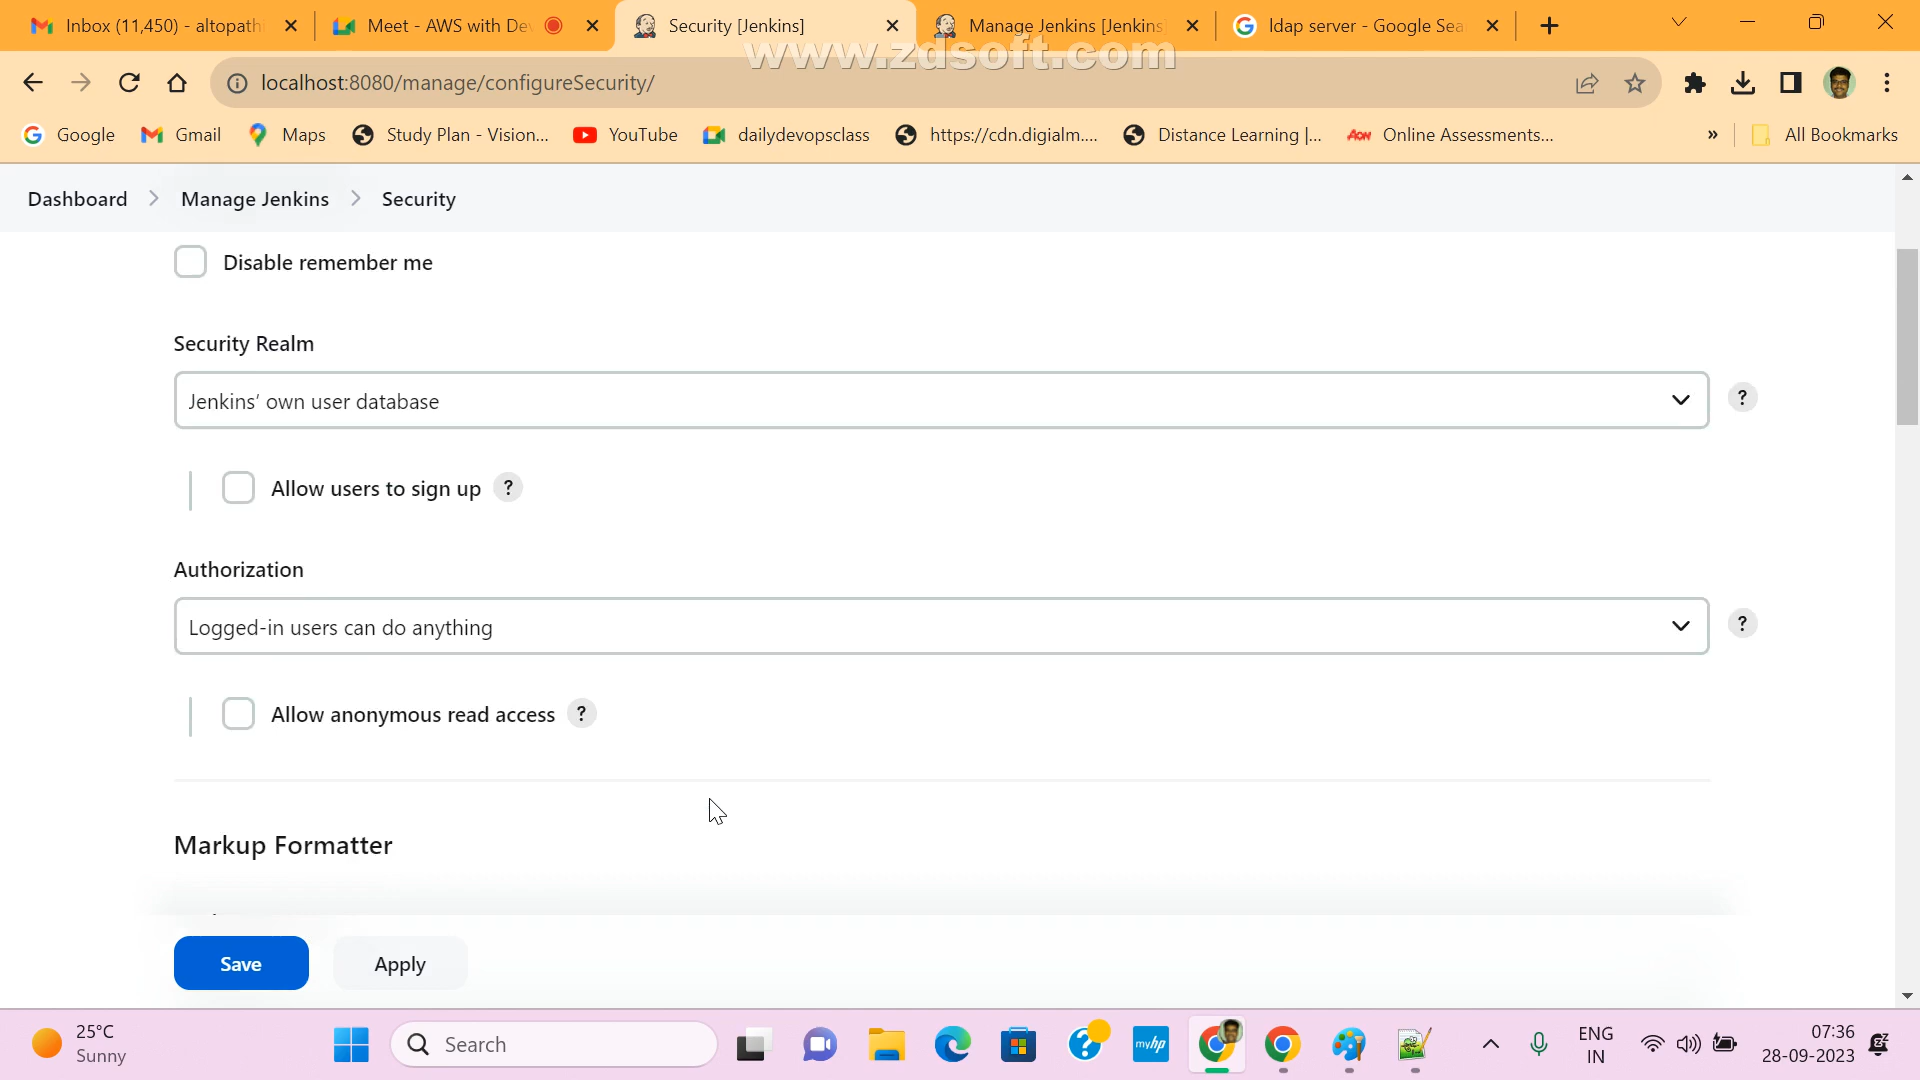 Inbox (11,450) - altopath
Meet - AWS with De
Security [Jenkins]
Manage Jenkins [Jenkins
ldap server - Google Sea
www.zdsoft.com
localhost:8080/manage/configureSecurity/
Google
Gmail
Maps
Study Plan - Vision...
YouTube
dailydevopsclass
https://cdn.digialm....
Distance Learning |...
AON
Online Assessments...
»
All Bookmarks
Dashboard
Manage Jenkins
Security
Disable remember me
Security Realm
Jenkins’ own user database
?
Allow users to sign up ?
Authorization
Logged-in users can do anything
?
Allow anonymous read access ?
Markup Formatter
Save
Apply
25°C
Sunny
Search
myhp
ENG
IN
07:36
28-09-2023